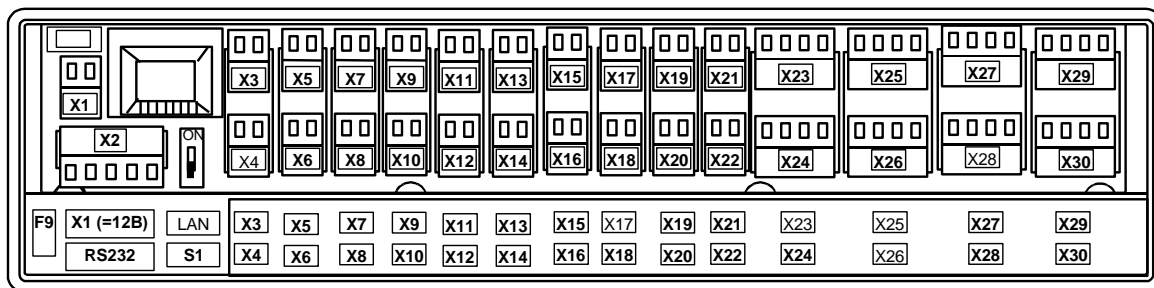 X3 X5 X7 X9 X11 X13 X15 X17 X19 X21 X23 X25 X27 X29
X1
X2 ON
X4 X6 X8 X10 X12 X14 X16 X18 X20 X22 X24 X26 X28 X30
F9 X1 (=12B) LAN X3 X5 X7 X9 X11 X13 X15 X17 X19 X21 X23 X25 X27 X29
RS232 S1 X4 X6 X8 X10 X12 X14 X16 X18 X20 X22 X24 X26 X28 X30